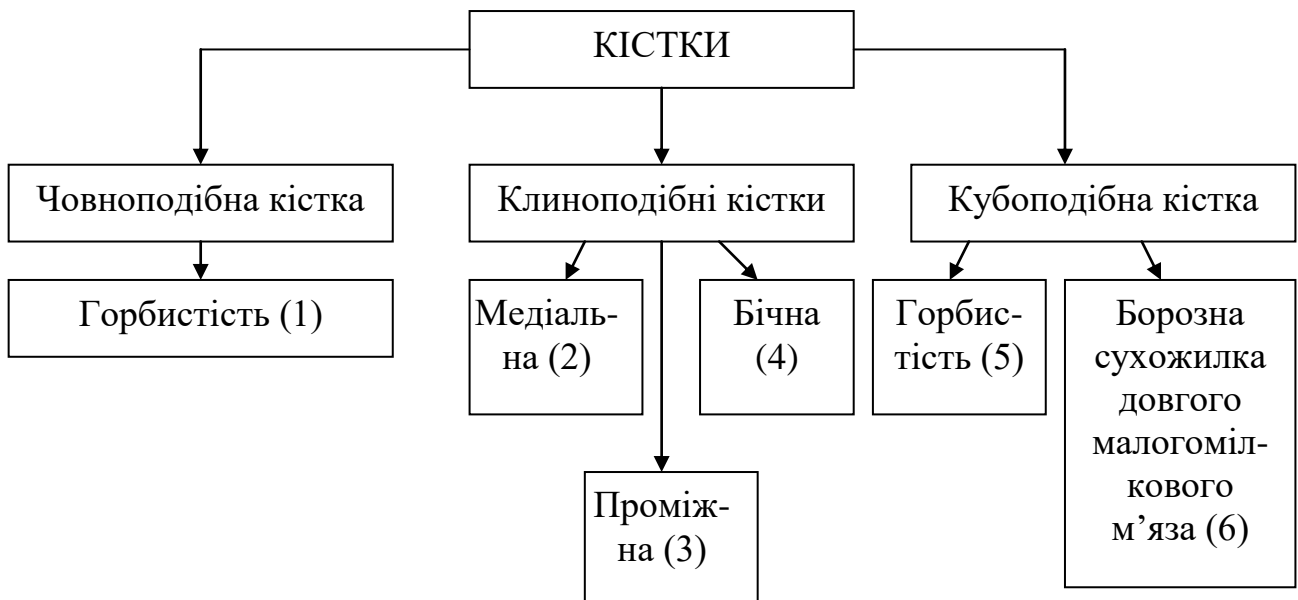 КІСТКИ
Човноподібна кістка
Клиноподібні кістки
Кубоподібна кістка
Горбистість (1)
Медіаль-
на (2)
Бічна
(4)
Горбис-
тість (5)
Борозна
сухожилка
довгого
малогоміл-
кового
м’яза (6)
Проміж-
на (3)